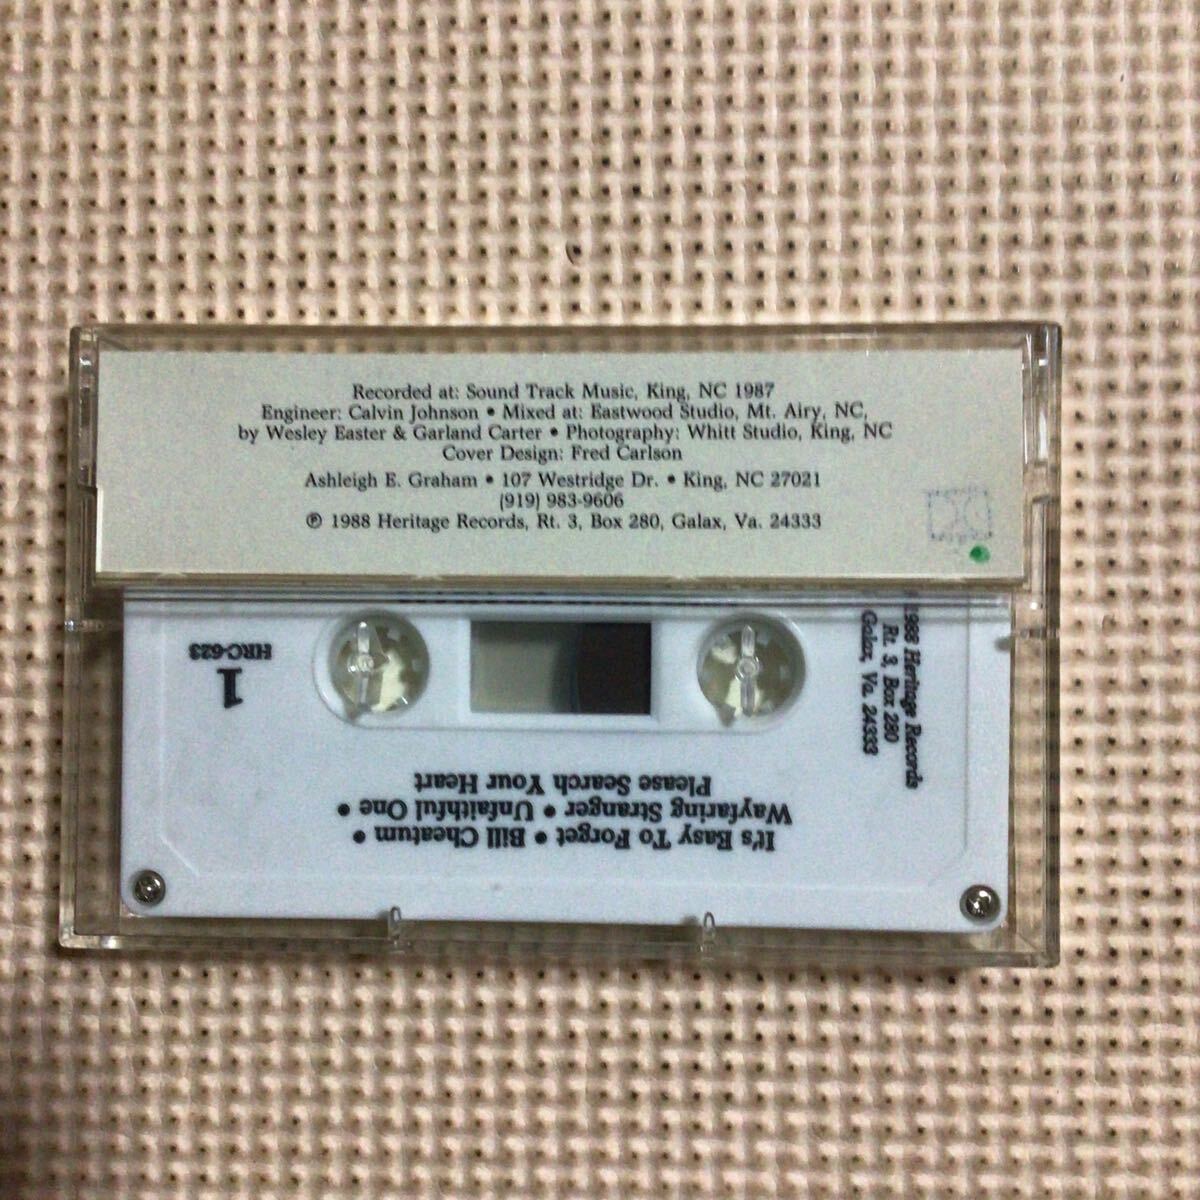 Recorded at: Sound Track Music, King, NC 1987
Engineer: Calvin Johnson • Mixed at: Eastwood Studio, Mt. Airy, NC,
by Wesley Easter & Garland Carter • Photography: Whitt Studio, King, NC
Cover Design: Fred Carlson
Ashleigh E. Graham • 107 Westridge Dr. • King, NC 27021
(919) 983-9606
℗ 1988 Heritage Records, Rt. 3, Box 280, Galax, Va. 24333
1
HRC-623
1988 Heritage Records
Rt. 3, Box 280
Galax, Va. 24333
It's Easy To Forget • Bill Cheatum •
Wayfaring Stranger • Unfaithful One •
Please Search Your Heart